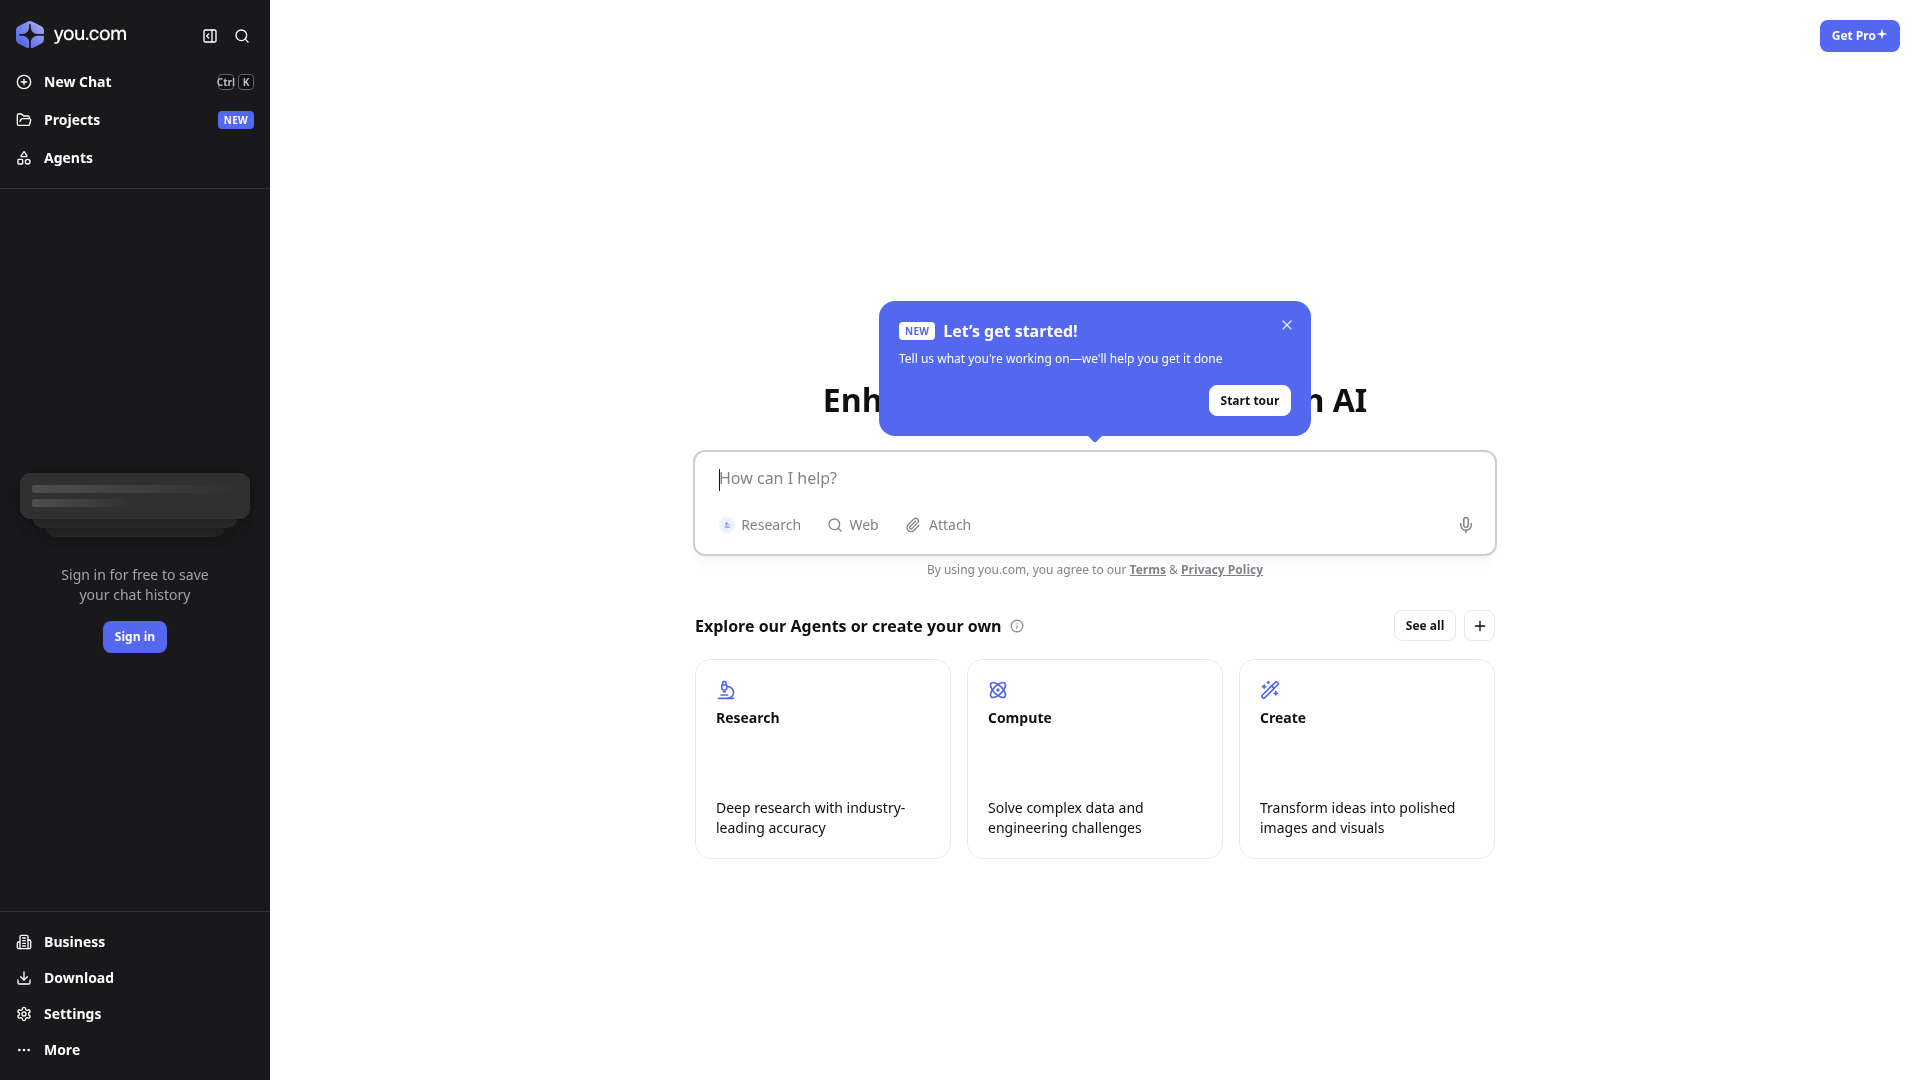 you.com
New Chat
Ctrl K
Projects
NEW
Agents
Sign in for free to save
your chat history
Sign in
Business
Download
Settings
More
Get Pro
NEW Let’s get started!
Tell us what you're working on—we'll help you get it done
Start tour
AI
How can I help?
Research
Web
Attach
By using you.com, you agree to our Terms & Privacy Policy
Explore our Agents or create your own
See all
Research
Deep research with industry-
leading accuracy
Compute
Solve complex data and
engineering challenges
Create
Transform ideas into polished
images and visuals